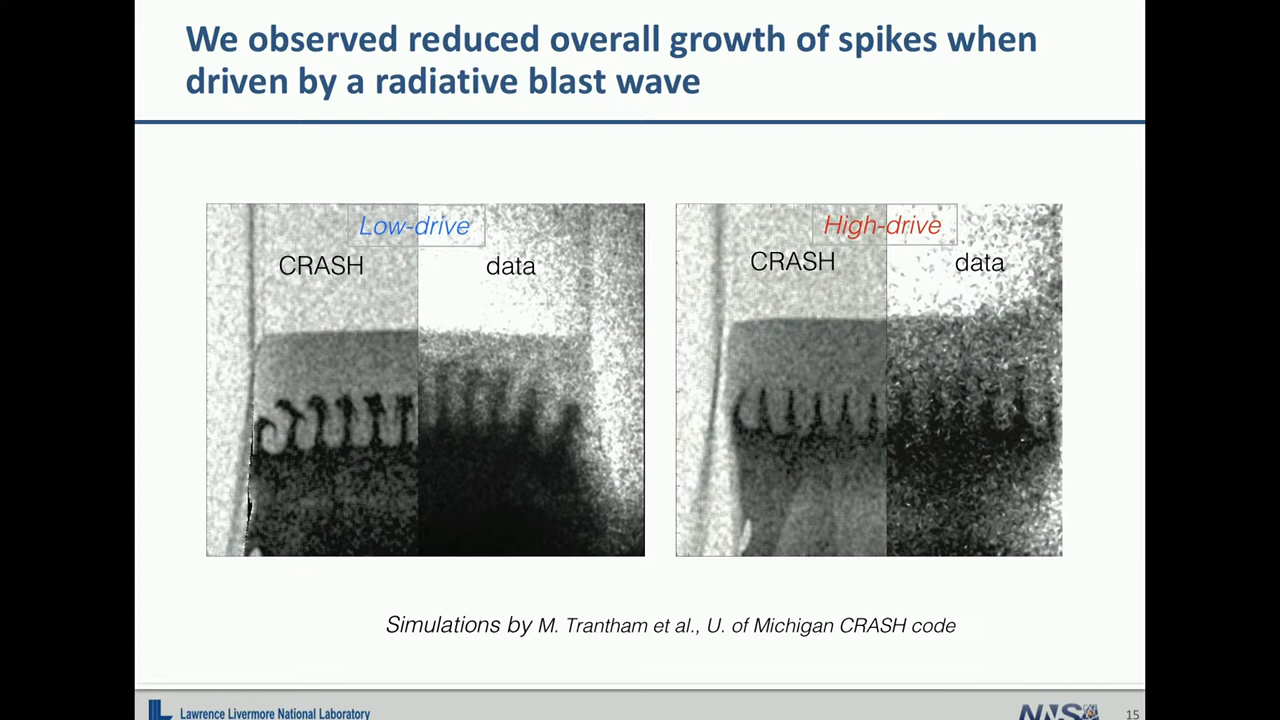 We observed reduced overall growth of spikes when
driven by a radiative blast wave
Low-drive
CRASH
data
High-drive
CRASH
data
Simulations by M. Trantham et al., U. of Michigan CRASH code
Lawrence Livermore National Laboratory
15